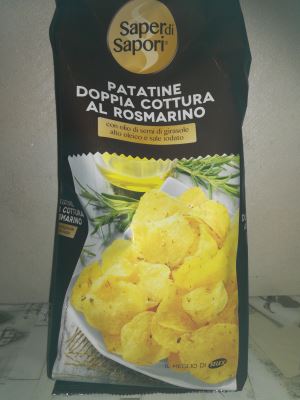 Saper di
Sapori
PATATINE
DOPPIA COTTURA
AL ROSMARINO
con olio di semi di girasole
alto oleico e sale iodato
COTTURA
IL MEGLIO DI